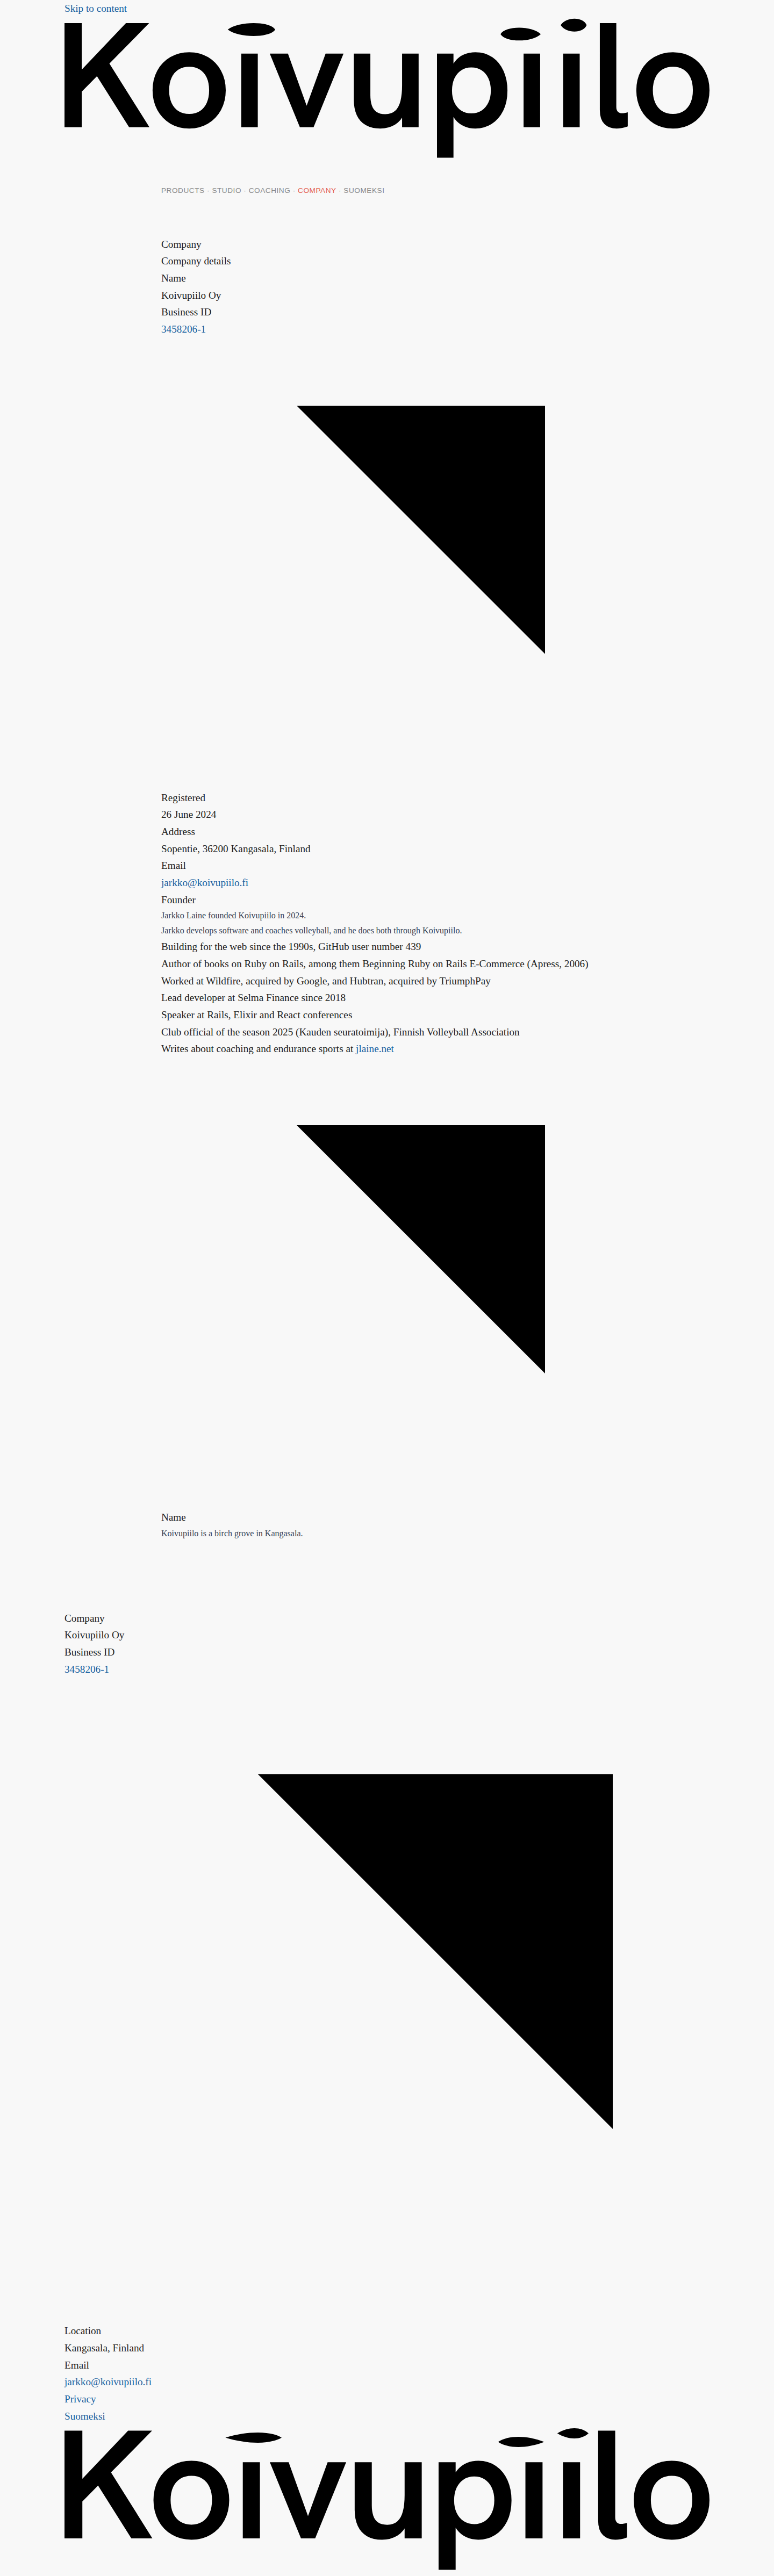 Skip to content
Koivupiilo
PRODUCTS · STUDIO · COACHING · COMPANY · SUOMEKSI
Company
Company details
Name
Koivupiilo Oy
Business ID
3458206-1
Registered
26 June 2024
Address
Sopentie, 36200 Kangasala, Finland
Email
jarkko@koivupiilo.fi
Founder
Jarkko Laine founded Koivupiilo in 2024.
Jarkko develops software and coaches volleyball, and he does both through Koivupiilo.
Building for the web since the 1990s, GitHub user number 439
Author of books on Ruby on Rails, among them Beginning Ruby on Rails E-Commerce (Apress, 2006)
Worked at Wildfire, acquired by Google, and Hubtran, acquired by TriumphPay
Lead developer at Selma Finance since 2018
Speaker at Rails, Elixir and React conferences
Club official of the season 2025 (Kauden seuratoimija), Finnish Volleyball Association
Writes about coaching and endurance sports at jlaine.net
Name
Koivupiilo is a birch grove in Kangasala.
Company
Koivupiilo Oy
Business ID
3458206-1
Location
Kangasala, Finland
Email
jarkko@koivupiilo.fi
Privacy
Suomeksi
Koivupiilo